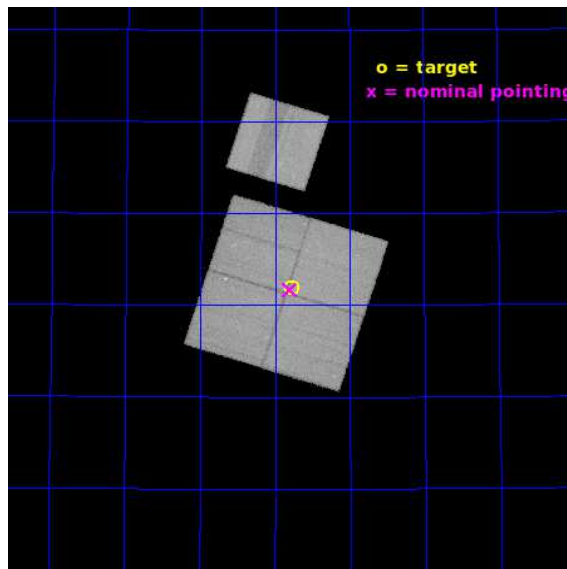 o = target
x = nominal pointing